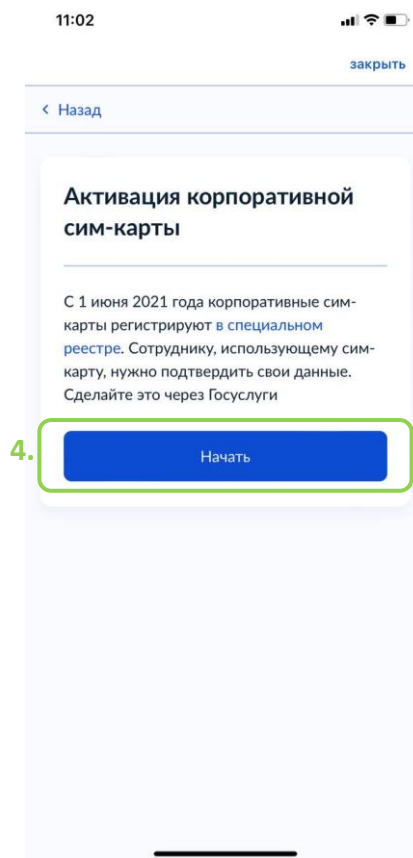 11:02
закрыть
Назад
Активация корпоративной
сим-карты
С 1 июня 2021 года корпоративные сим-
карты регистрируют в специальном
реестре. Сотруднику, использующему сим-
карту, нужно подтвердить свои данные.
Сделайте это через Госуслуги
4.
Начать